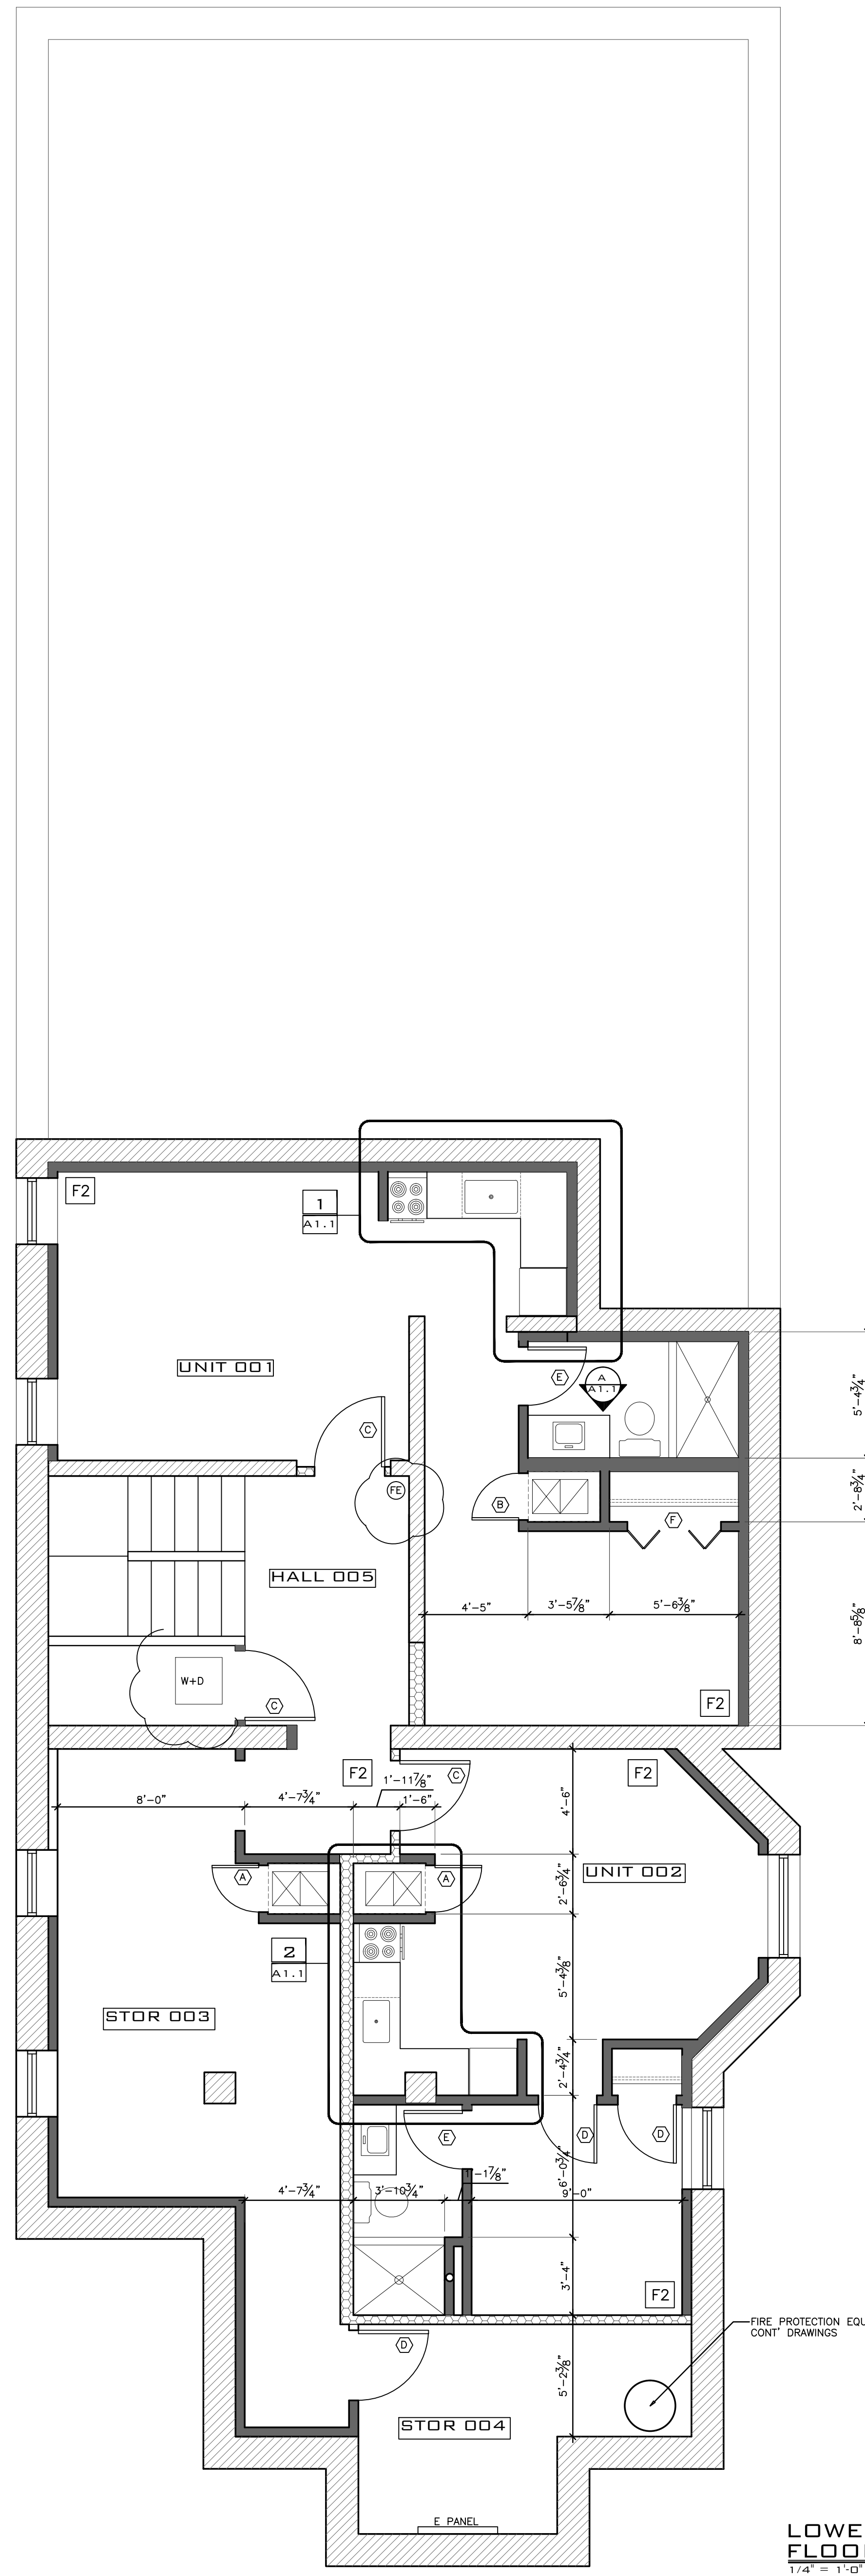 F2
1
A1.1
UNIT 001
E
A
A1.1
5'-4¾"
C
FE
B
F
2'-8¾"
HALL 005
4'-5"
3'-5⅞"
5'-6⅜"
8'-8⅝"
W+D
C
F2
F2
1'-11⅞"
C
F2
8'-0"
4'-7¾"
1'-6"
4'-6"
A
A
UNIT 002
2'-6¾"
2
A1.1
5'-4⅜"
STOR 003
2'-4¾"
E
D
D
6'-0¾"
1'-1⅞"
4'-7¾"
3'-10¾"
9'-0"
3'-4"
F2
FIRE PROTECTION EQU
CONT' DRAWINGS
D
5'-2⅜"
STOR 004
E PANEL
LOWE
FLOO
1/4" = 1'-0"